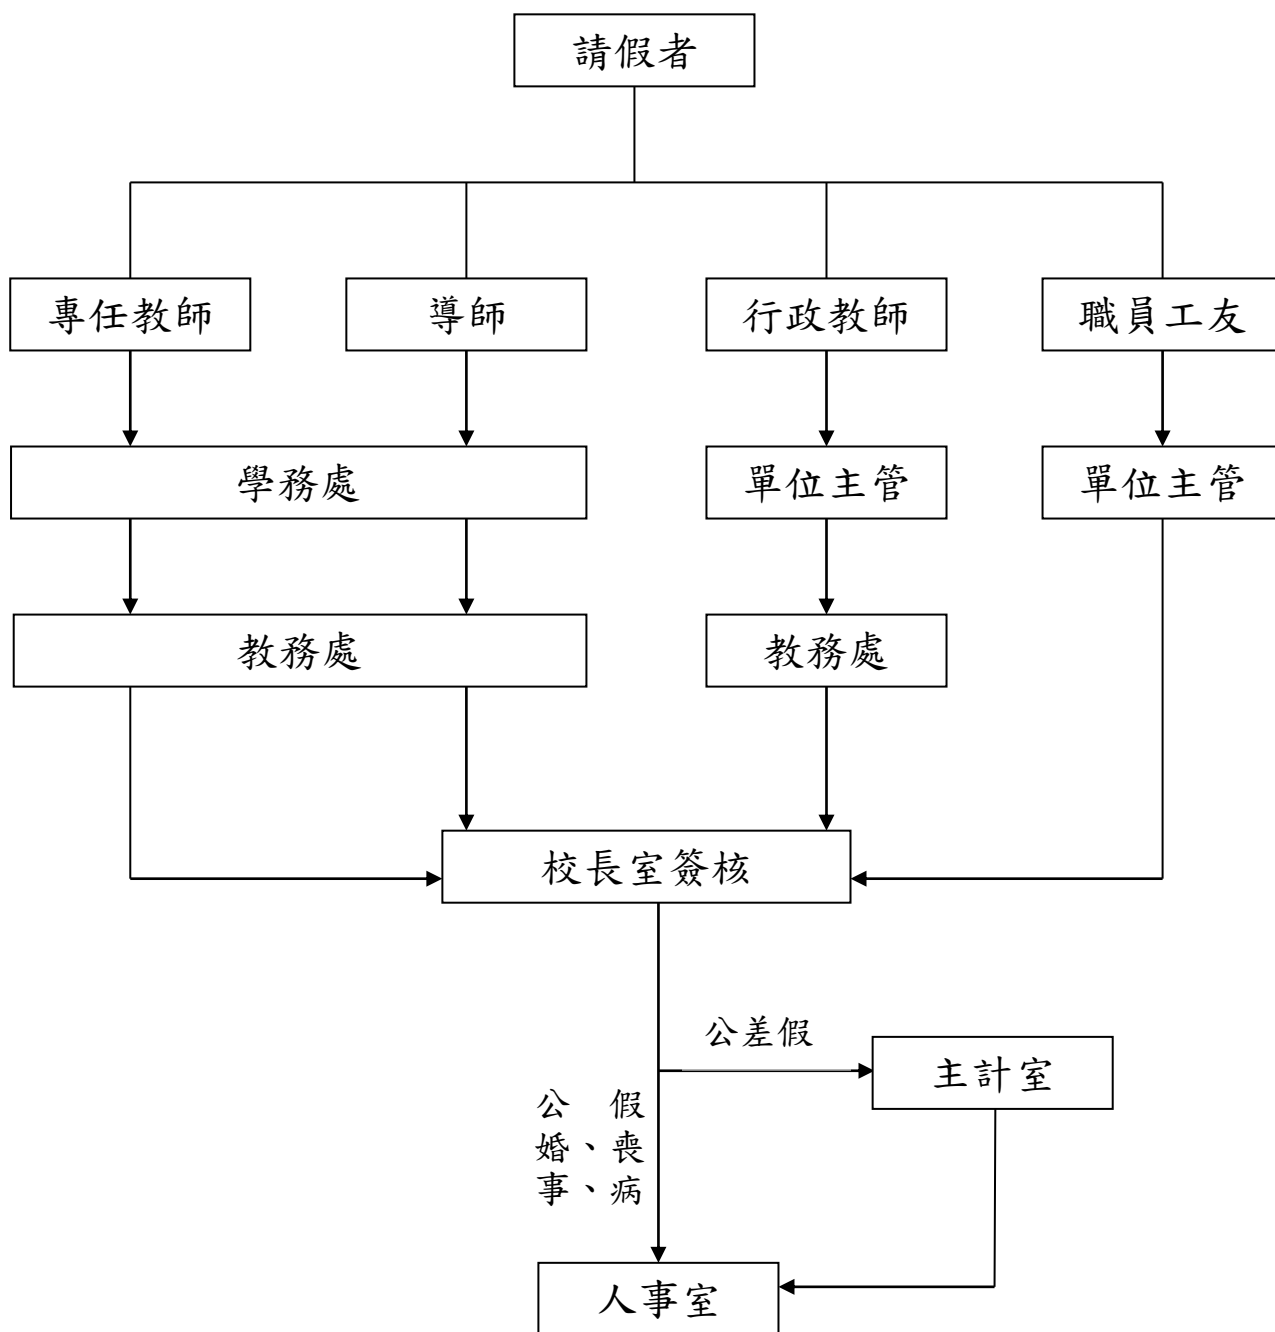 請假者
專任教師
導師
行政教師
職員工友
學務處
單位主管
單位主管
教務處
教務處
校長室簽核
公差假
主計室
公　假
婚、喪
事、病
人事室